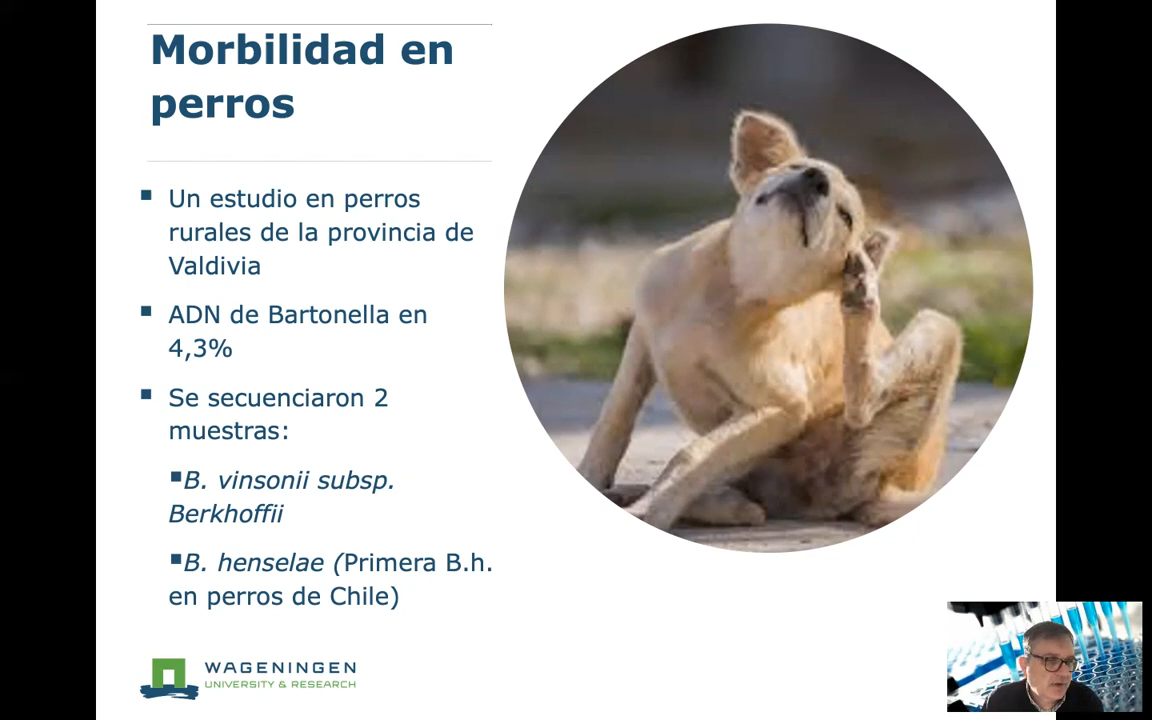 Morbilidad en
perros
▪ Un estudio en perros
rurales de la provincia de
Valdivia
▪ ADN de Bartonella en
4,3%
▪ Se secuenciaron 2
muestras:
▪B. vinsonii subsp.
Berkhoffii
▪B. henselae (Primera B.h.
en perros de Chile)
WAGENINGEN
UNIVERSITY & RESEARCH